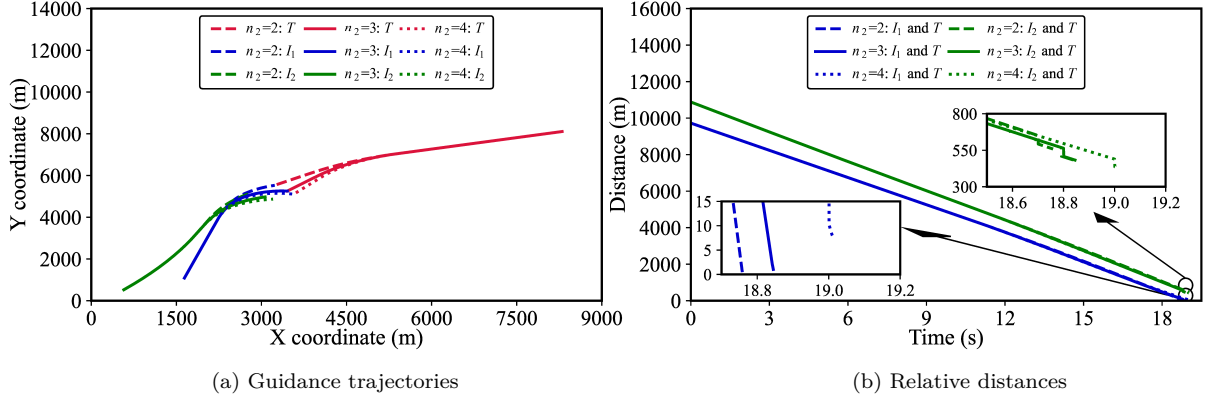 14000
12000
10000
8000
6000
4000
2000
0
Y coordinate (m)
n₂=2: T n₂=3: T n₂=4: T
n₂=2: I₁ n₂=3: I₁ n₂=4: I₁
n₂=2: I₂ n₂=3: I₂ n₂=4: I₂
0 1500 3000 4500 6000 7500 9000
X coordinate (m)
(a) Guidance trajectories
16000
14000
12000
10000
8000
6000
4000
2000
0
Distance (m)
n₂=2: I₁ and T n₂=2: I₂ and T
n₂=3: I₁ and T n₂=3: I₂ and T
n₂=4: I₁ and T n₂=4: I₂ and T
800
550
300
18.6 18.8 19.0 19.2
15
10
5
0
18.8 19.0 19.2
0 3 6 9 12 15 18
Time (s)
(b) Relative distances